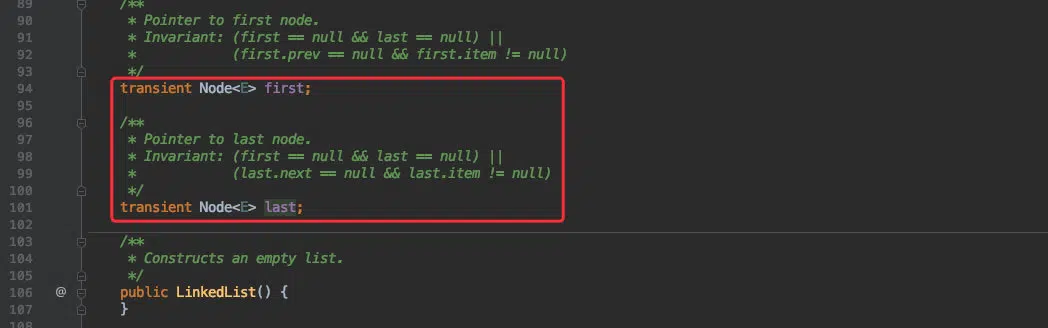 89 /**
90 * Pointer to first node.
91 * Invariant: (first == null && last == null) ||
92 *            (first.prev == null && first.item != null)
93 */
94 transient Node<E> first;
95
96 /**
97 * Pointer to last node.
98 * Invariant: (first == null && last == null) ||
99 *            (last.next == null && last.item != null)
100 */
101 transient Node<E> last;
102
103 /**
104 * Constructs an empty list.
105 */
106 @ public LinkedList() {
107 }
108